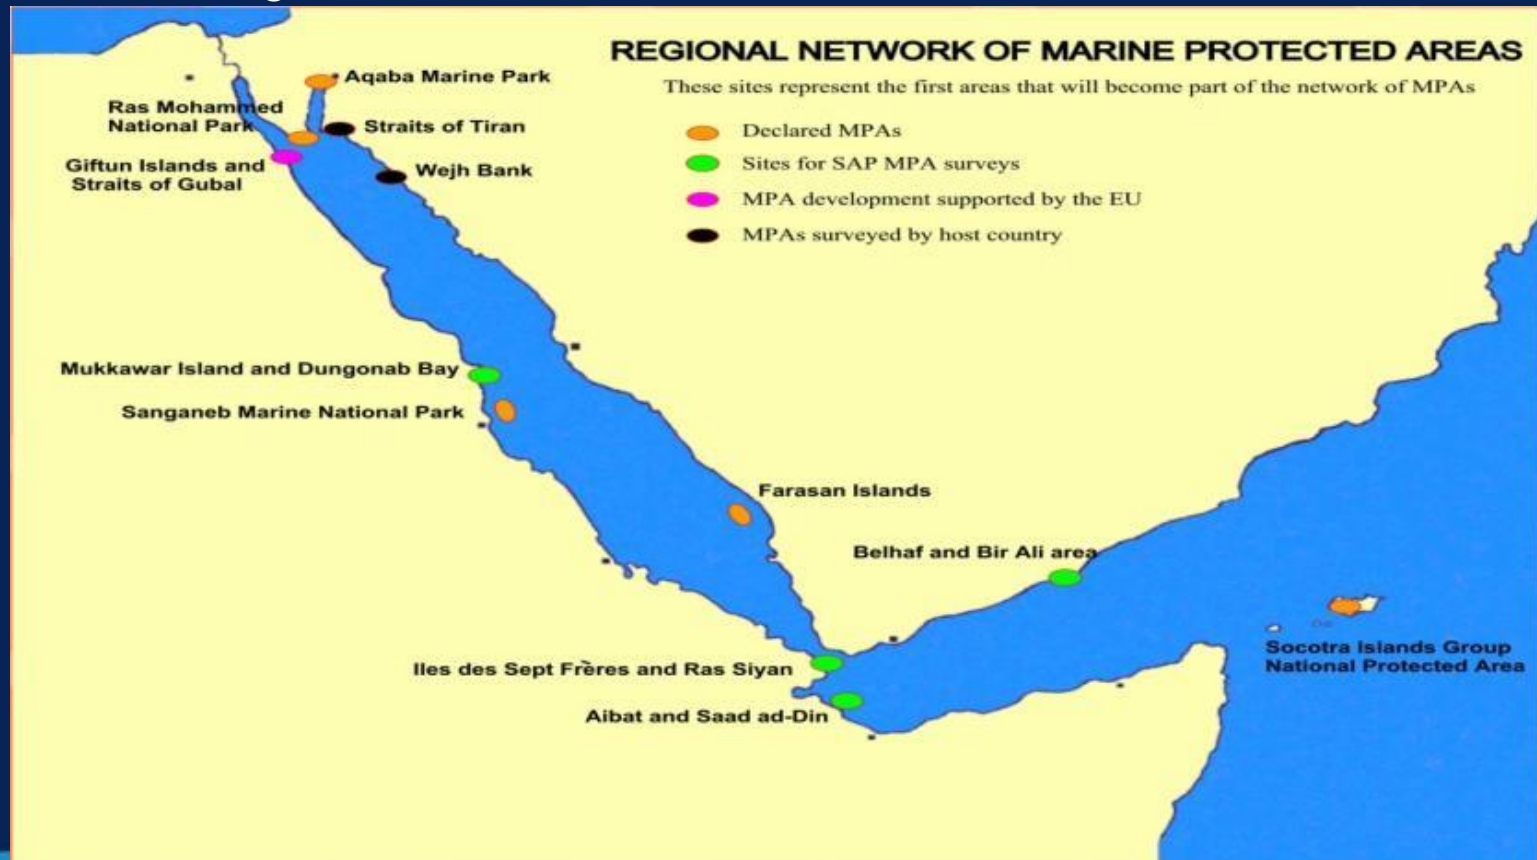 REGIONAL NETWORK OF MARINE PROTECTED AREAS
These sites represent the first areas that will become part of the network of MPAs
Declared MPAs
Sites for SAP MPA surveys
MPA development supported by the EU
MPAs surveyed by host country
Aqaba Marine Park
Ras Mohammed
National Park
Straits of Tiran
Giftun Islands and
Straits of Gubal
Wejh Bank
Mukkawar Island and Dungonab Bay
Sanganeb Marine National Park
Farasan Islands
Belhaf and Bir Ali area
Socotra Islands Group
National Protected Area
Iles des Sept Frères and Ras Siyan
Aibat and Saad ad-Din